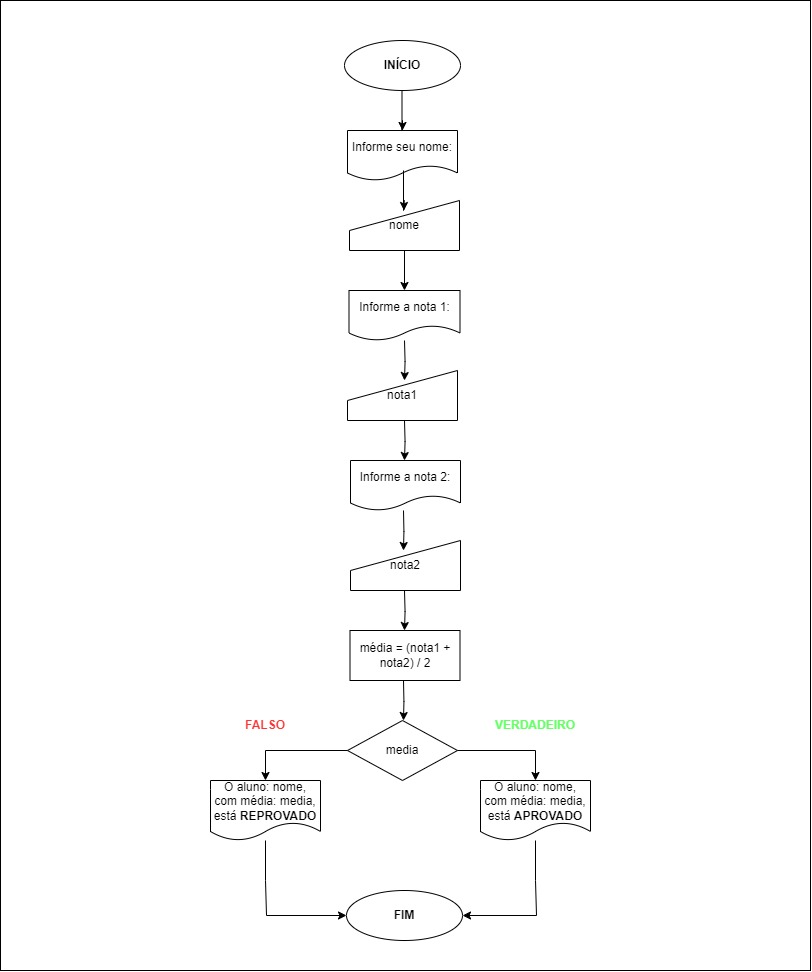 INÍCIO
Informe seu nome:
nome
Informe a nota 1:
nota1
Informe a nota 2:
nota2
média = (nota1 +
nota2) / 2
FALSO
VERDADEIRO
media
O aluno: nome,
com média: media,
está REPROVADO
O aluno: nome,
com média: media,
está APROVADO
FIM